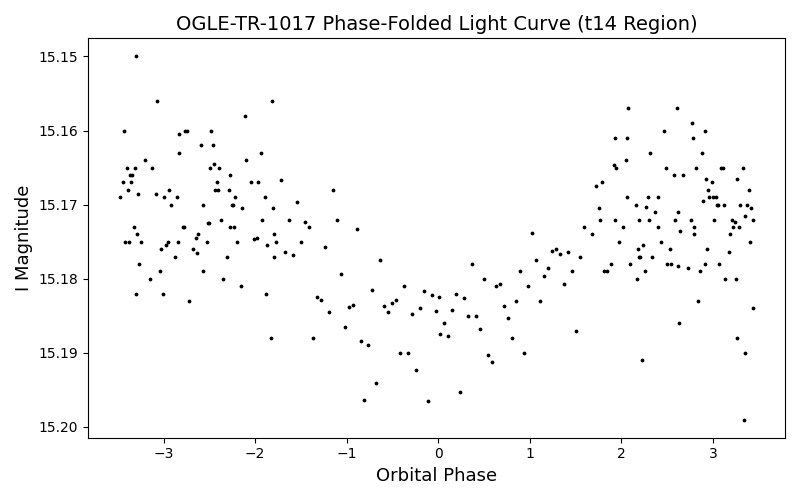 OGLE-TR-1017 Phase-Folded Light Curve (t14 Region)
I Magnitude
15.15
15.16
15.17
15.18
15.19
15.20
−3 −2 −1 0 1 2 3
Orbital Phase